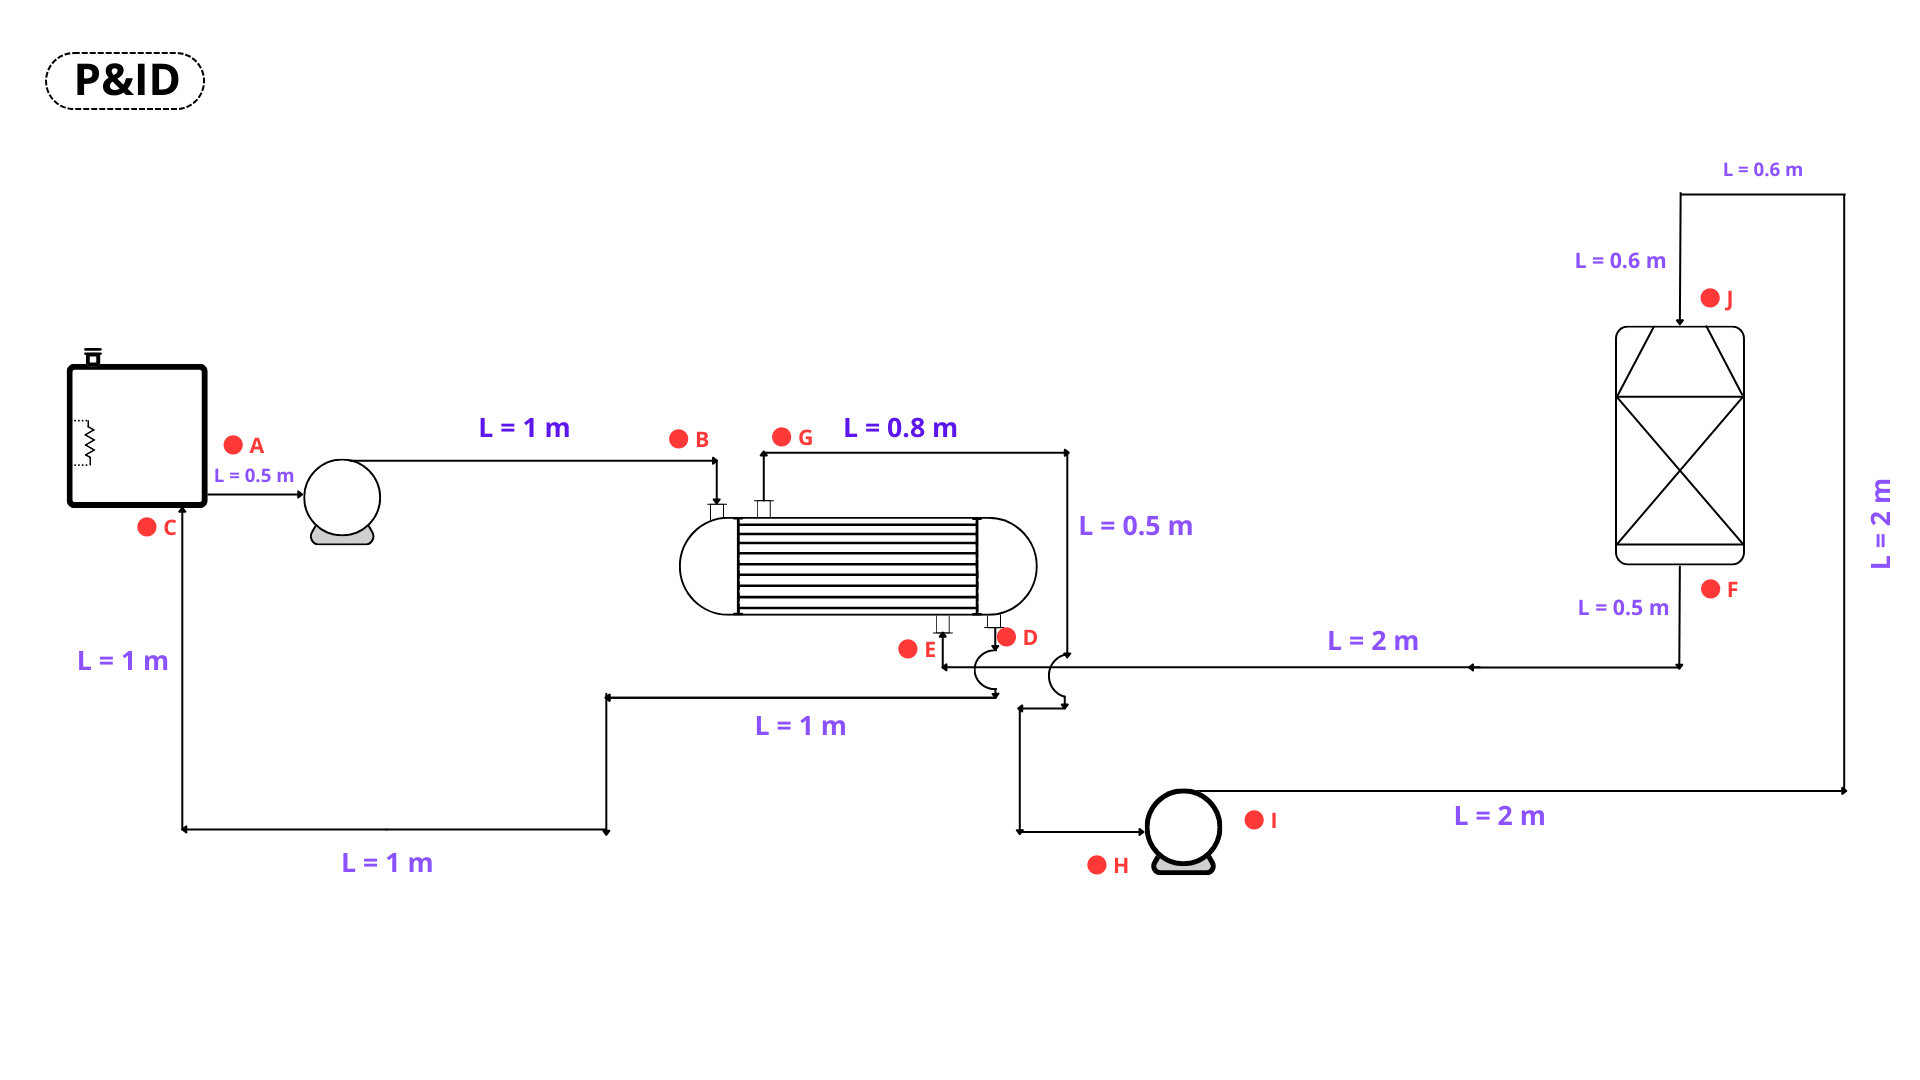 P&ID
L = 0.6 m
L = 0.6 m
J
L = 1 m
B
G
L = 0.8 m
A
L = 0.5 m
C
L = 0.5 m
L = 2 m
F
L = 0.5 m
E
D
L = 2 m
L = 1 m
L = 1 m
I
L = 2 m
H
L = 1 m